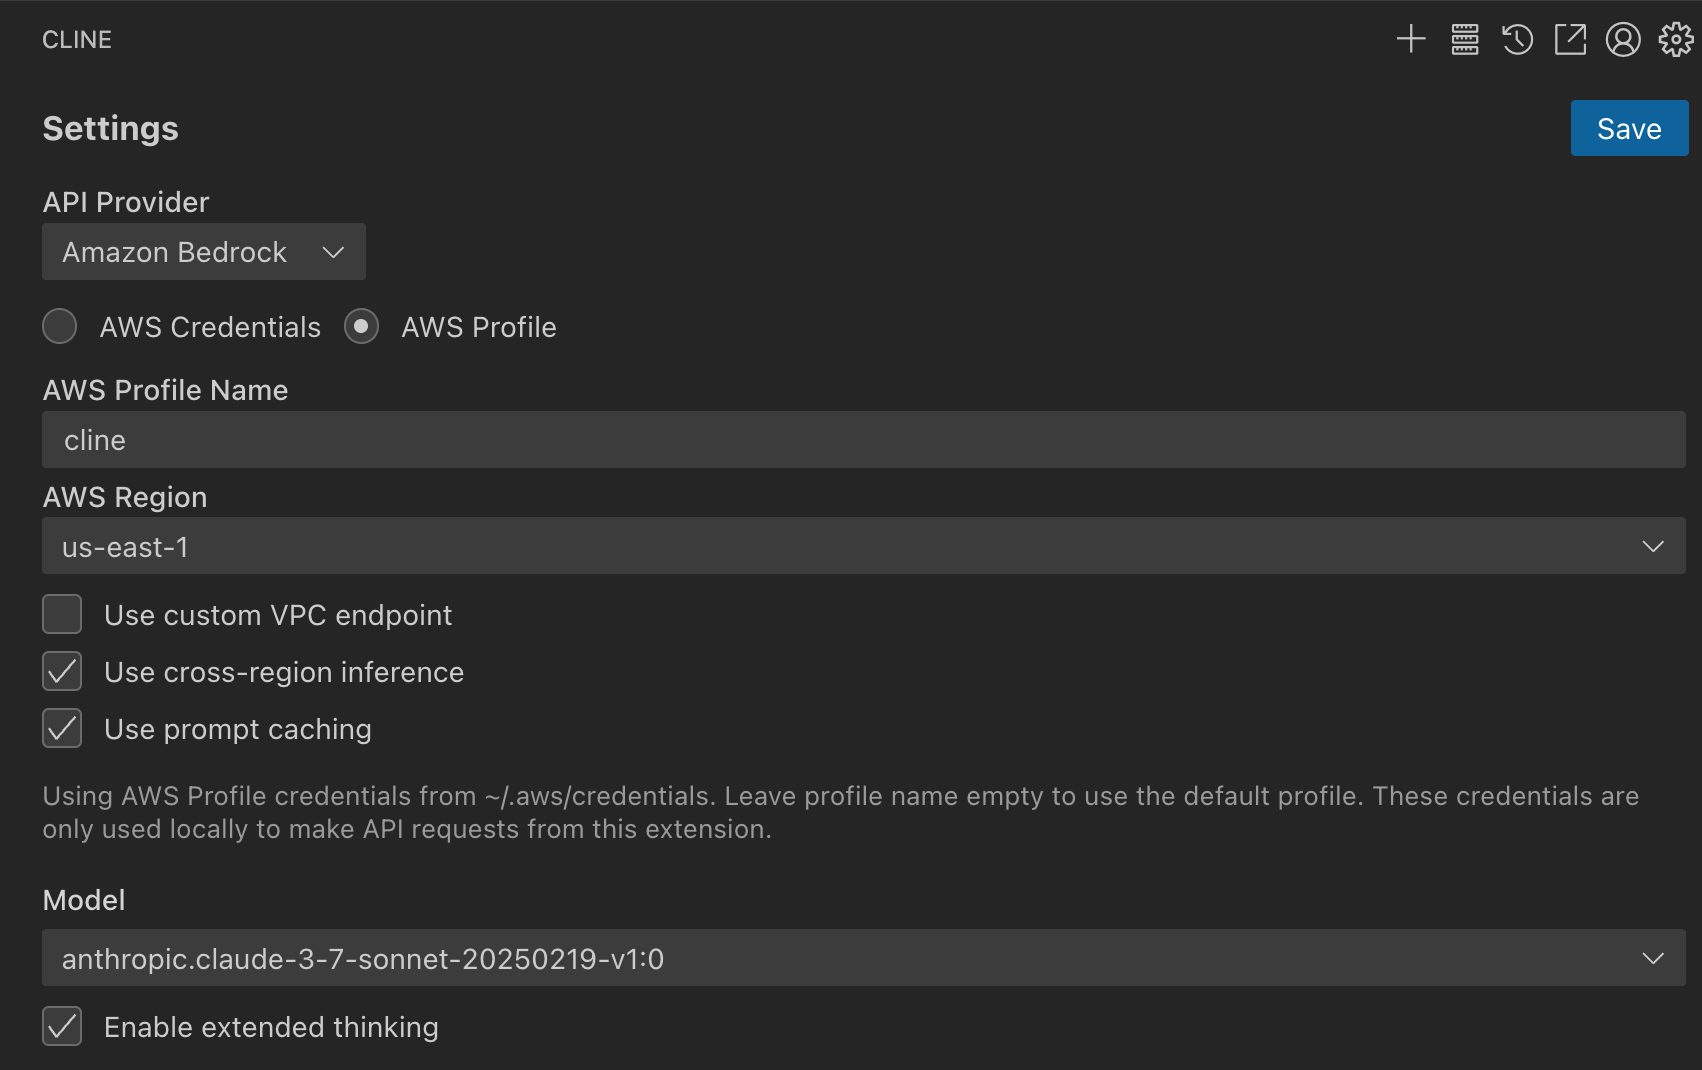 CLINE
Settings
Save
API Provider
Amazon Bedrock
AWS Credentials AWS Profile
AWS Profile Name
cline
AWS Region
us-east-1
Use custom VPC endpoint
Use cross-region inference
Use prompt caching
Using AWS Profile credentials from ~/.aws/credentials. Leave profile name empty to use the default profile. These credentials are
only used locally to make API requests from this extension.
Model
anthropic.claude-3-7-sonnet-20250219-v1:0
Enable extended thinking